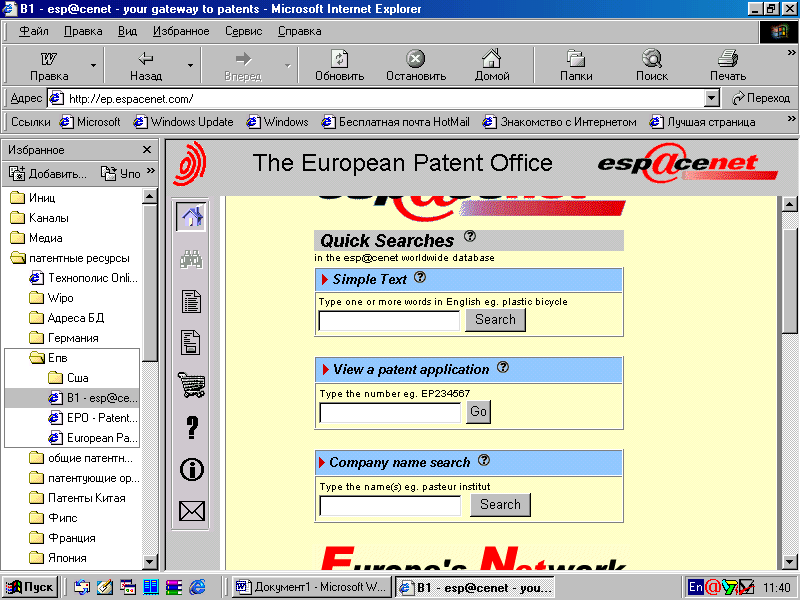 B1 - esp@cenet - your gateway to patents - Microsoft Internet Explorer
Файл Правка Вид Избранное Сервис Справка
Правка Назад Вперед Обновить Остановить Домой Папки Поиск Печать
Адрес http://ep.espacenet.com/ Переход
Ссылки Microsoft Windows Update Windows Бесплатная почта HotMail Знакомство с Интернетом Лучшая страница
Избранное
Добавить... Упо
Иниц
Каналы
Медиа
патентные ресурсы
Технополис Onli...
Wipo
Адреса БД
Германия
Епв
Сша
B1 - esp@ce...
EPO - Patent...
European Pa...
общие патентн...
патентующие ор...
Патенты Китая
Фипс
Франция
Япония
The European Patent Office esp@cenet
esp@cenet
Quick Searches
in the esp@cenet worldwide database
Simple Text
Type one or more words in English eg. plastic bicycle
Search
View a patent application
Type the number eg. EP234567
Go
Company name search
Type the name(s) eg. pasteur institut
Search
Europe's Network
Пуск Документ1 - Microsoft W... B1 - esp@cenet - you... En 11:40